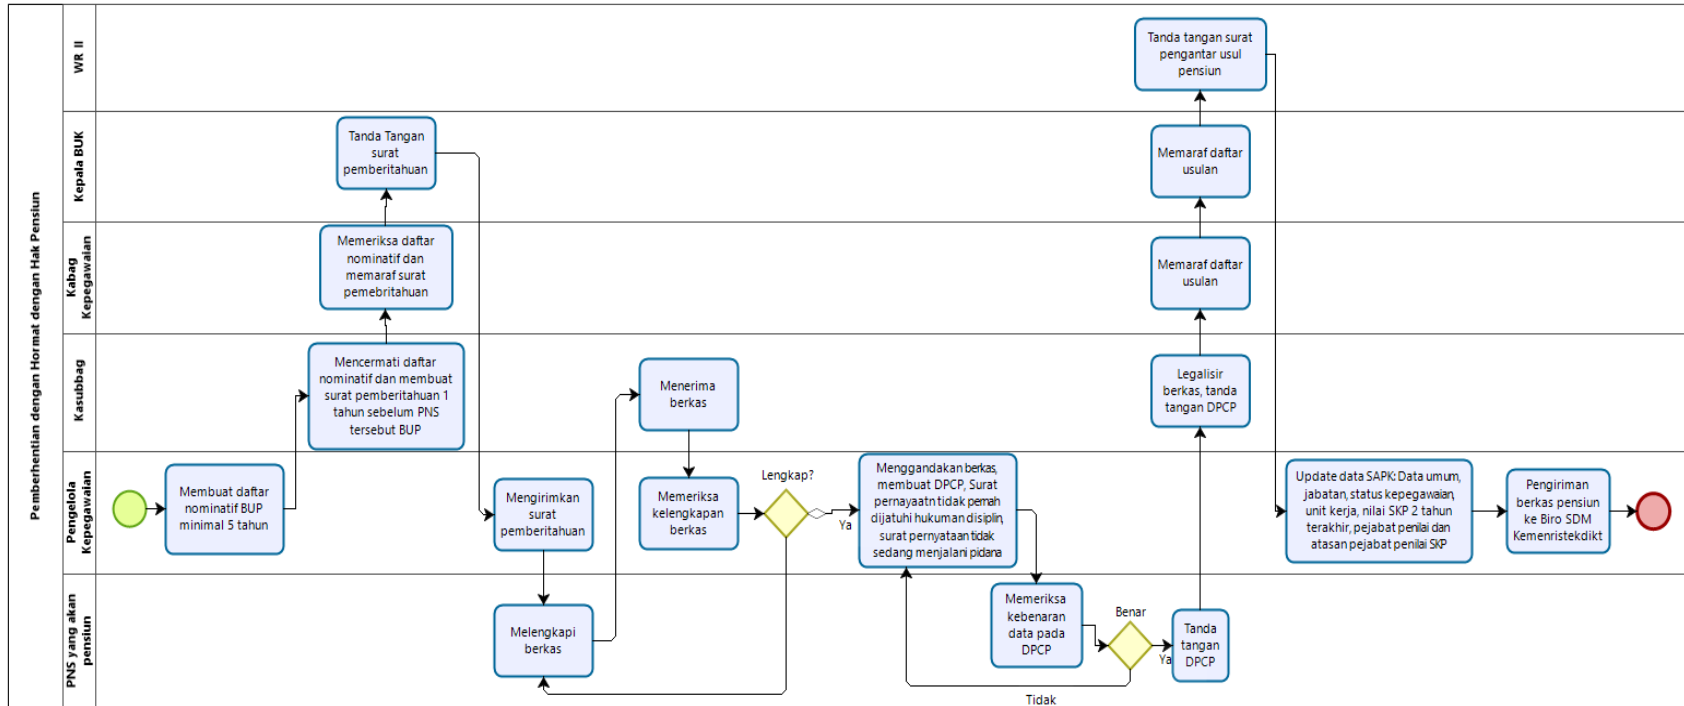 Pemberhentian dengan Hormat dengan Hak Pensiun
WR II
Tanda tangan surat
pengantar usul
pensiun
Kepala BUK
Tanda Tangan
surat
pemberitahuan
Memaraf daftar
usulan
Kabag
Kepegawaian
Memeriksa daftar
nominatif dan
memaraf surat
pemebritahuan
Memaraf daftar
usulan
Kasubbag
Mencermati daftar
nominatif dan membuat
surat pemberitahuan 1
tahun sebelum PNS
tersebut BUP
Menerima
berkas
Legalisir
berkas, tanda
tangan DPCP
Pengelola
Kepegawaian
Membuat daftar
nominatif BUP
minimal 5 tahun
Mengirimkan
surat
pemberitahuan
Memeriksa
kelengkapan
berkas
Lengkap?
Ya
Menggandakan berkas,
membuat DPCP, Surat
pernayaatn tidak pernah
dijatuhi hukuman disiplin,
surat pernyataan tidak
sedang menjalani pidana
Update data SAPK: Data umum,
jabatan, status kepegawaian,
unit kerja, nilai SKP 2 tahun
terakhir, pejabat penilai dan
atasan pejabat penilai SKP
Pengiriman
berkas pensiun
ke Biro SDM
Kemenristekdikt
PNS yang akan
pensiun
Melengkapi
berkas
Memeriksa
kebenaran
data pada
DPCP
Benar
Ya
Tidak
Tanda
tangan
DPCP